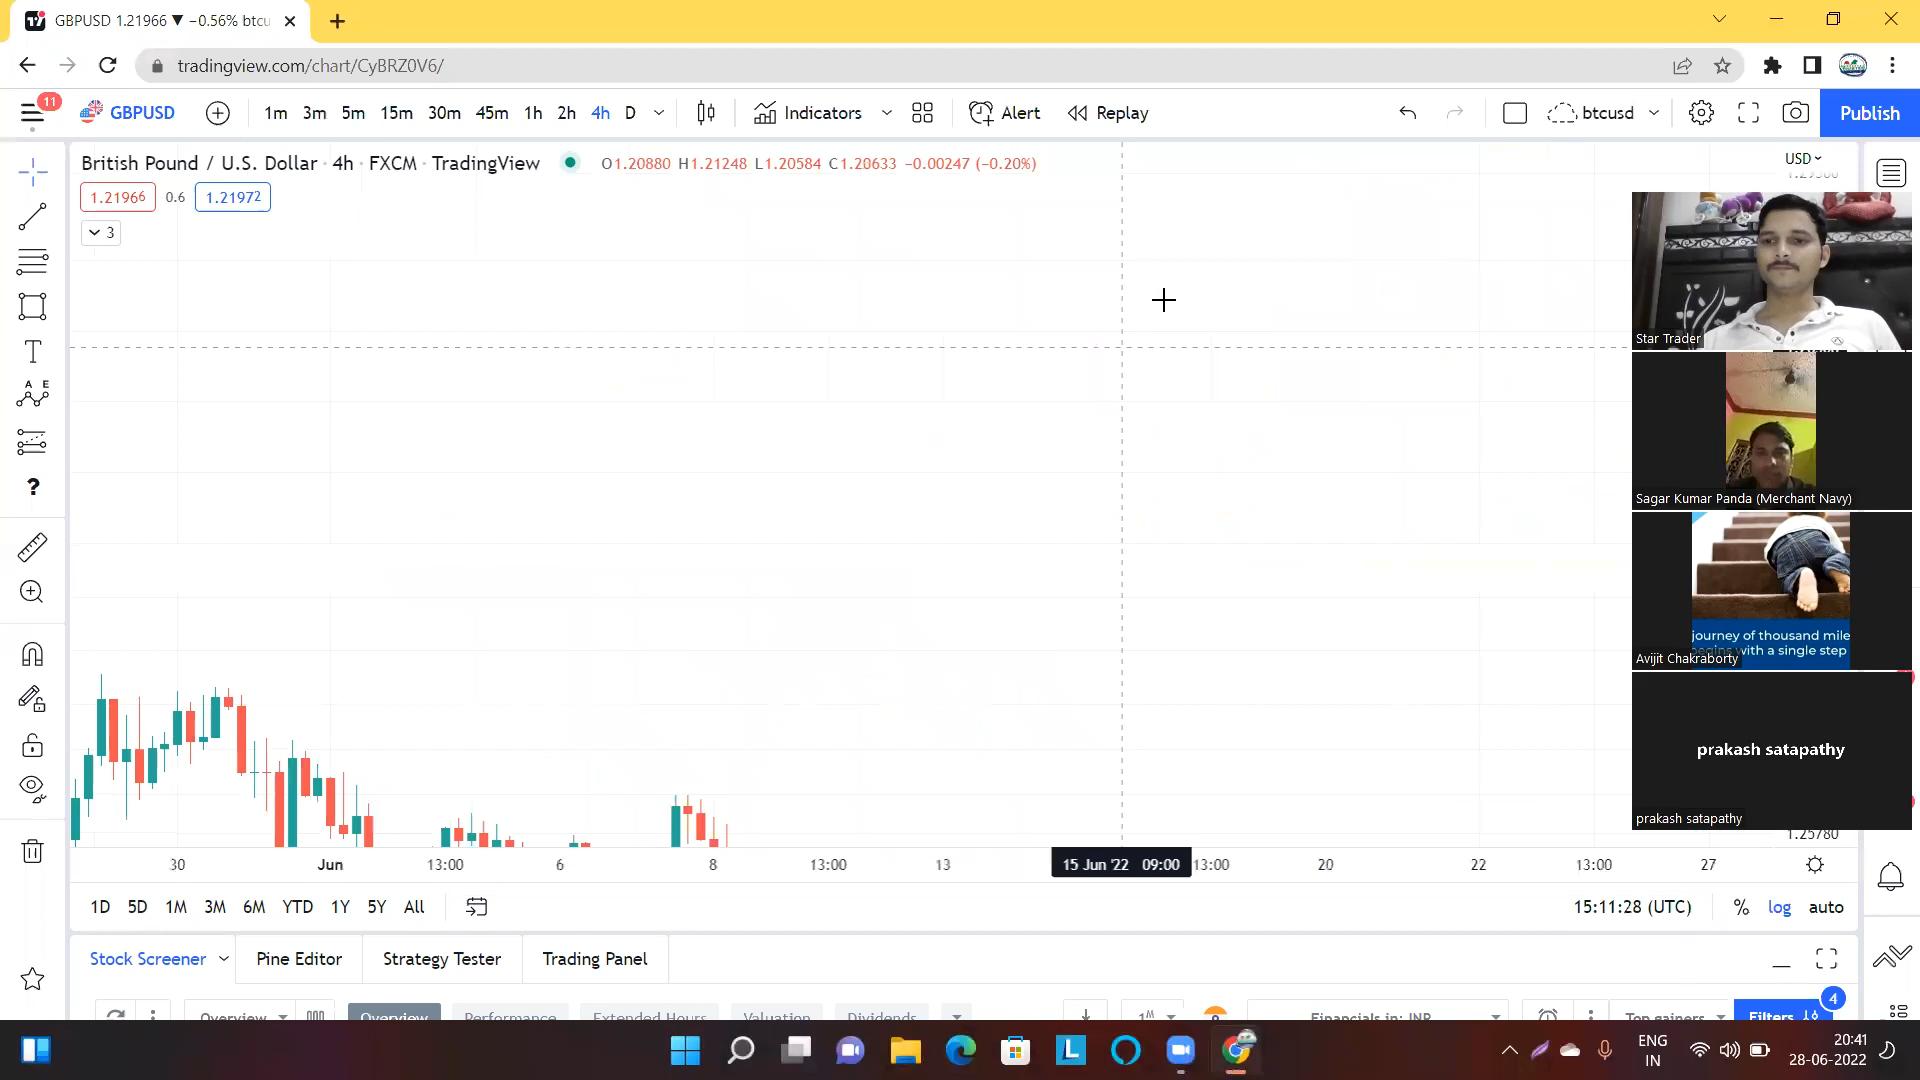 GBPUSD 1.21966 ▼ −0.56% btcu
tradingview.com/chart/CyBRZ0V6/
11
GBPUSD
1m 3m 5m 15m 30m 45m 1h 2h 4h D
Indicators
Alert
Replay
btcusd
Publish
British Pound / U.S. Dollar · 4h · FXCM · TradingView
O1.20880 H1.21248 L1.20584 C1.20633 −0.00247 (−0.20%)
USD
1.21966 0.6 1.21972
3
Star Trader
Sagar Kumar Panda (Merchant Navy)
journey of thousand mile
begins with a single step
Avijit Chakraborty
prakash satapathy
prakash satapathy
1.25780
30 Jun 13:00 6 8 13:00 13 15 Jun '22 09:00 13:00 20 22 13:00 27
1D 5D 1M 3M 6M YTD 1Y 5Y All
15:11:28 (UTC) % log auto
Stock Screener Pine Editor Strategy Tester Trading Panel
4
Overview Overview Performance Extended Hours Valuation Dividends 1M Financials in: INR Top gainers Filters
ENG
IN
20:41
28-06-2022